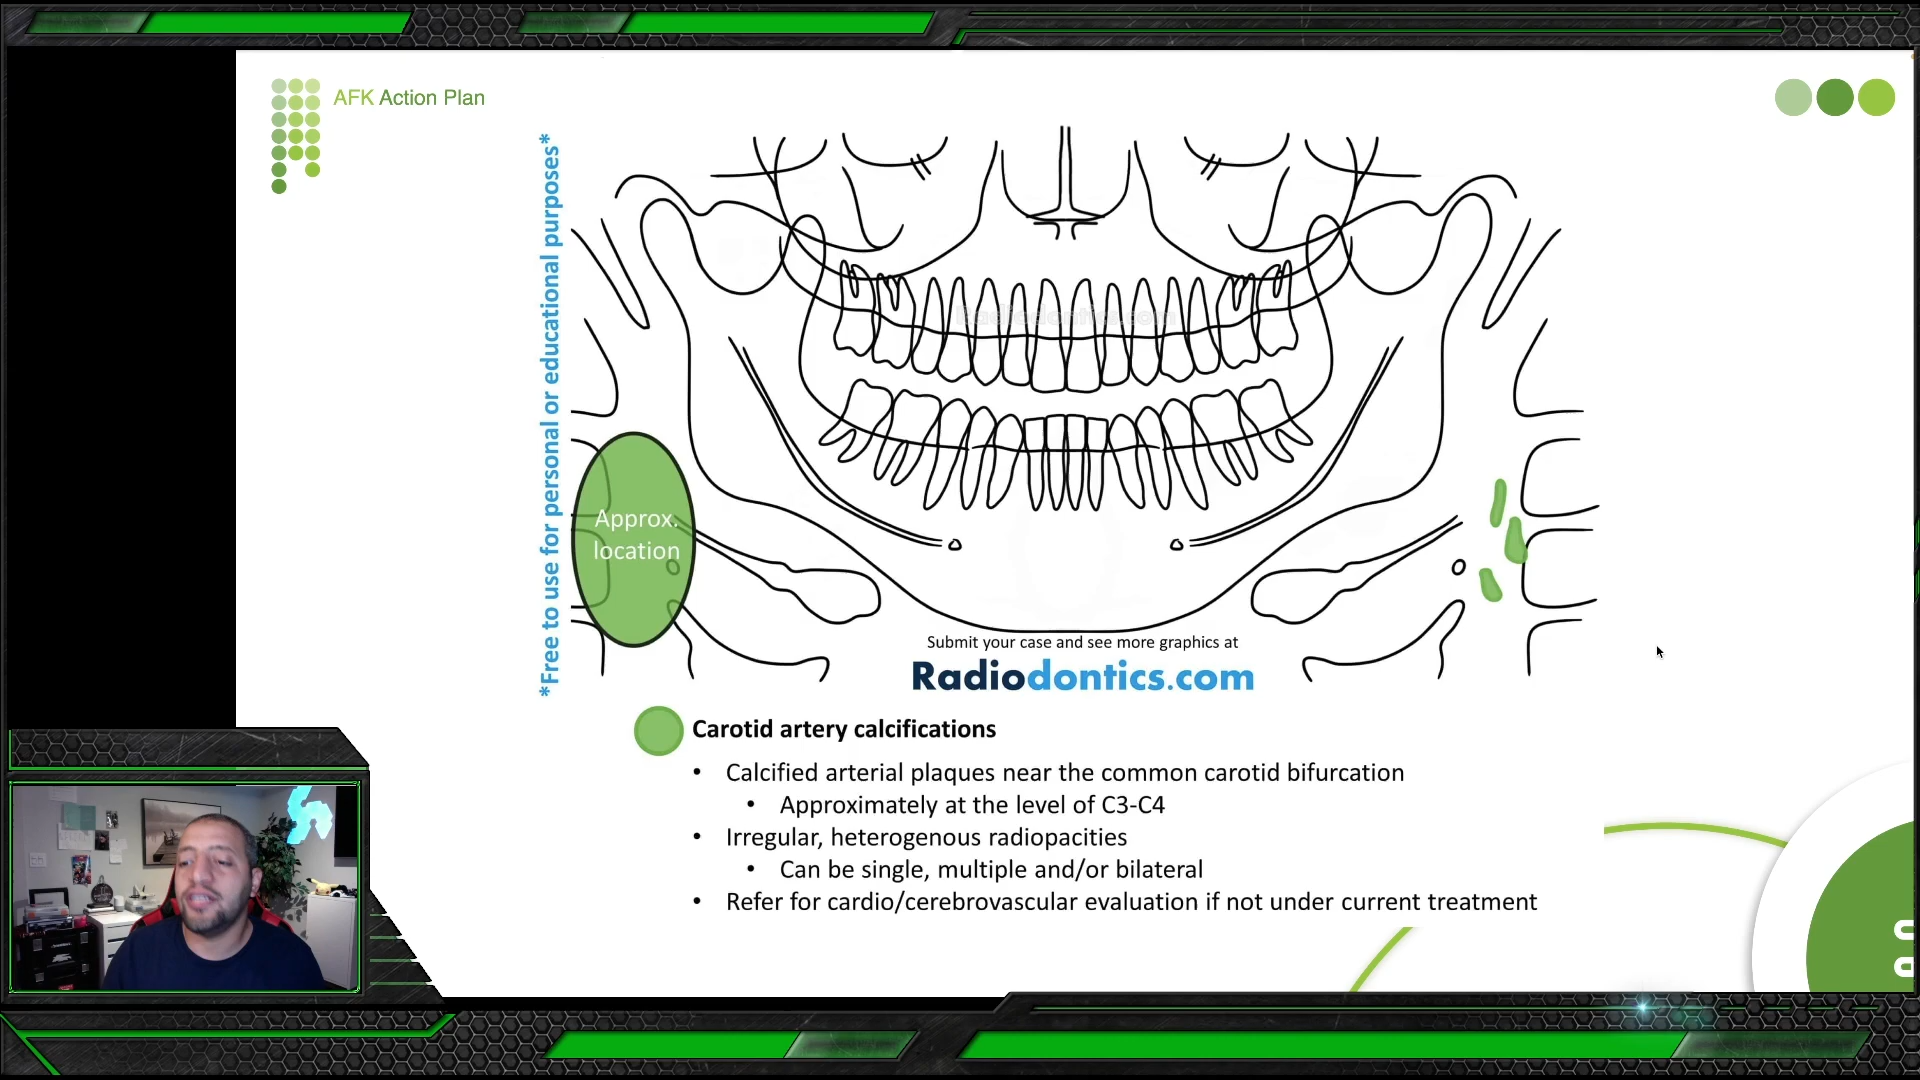 AFK Action Plan
*Free to use for personal or educational purposes*
Radiodontics.com
Approx.
location
Submit your case and see more graphics at
Radiodontics.com
Carotid artery calcifications
• Calcified arterial plaques near the common carotid bifurcation
• Approximately at the level of C3-C4
• Irregular, heterogenous radiopacities
• Can be single, multiple and/or bilateral
• Refer for cardio/cerebrovascular evaluation if not under current treatment